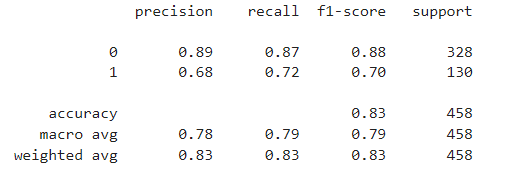 precision recall f1-score support
0 0.89 0.87 0.88 328
1 0.68 0.72 0.70 130
accuracy 0.83 458
macro avg 0.78 0.79 0.79 458
weighted avg 0.83 0.83 0.83 458